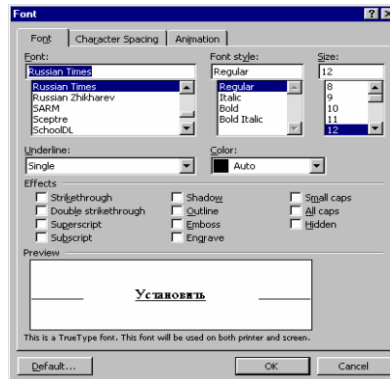 Font
Font Character Spacing Animation
Font: Font style: Size:
Russian Times Regular 12
Russian Times Regular 8
Russian Zhikharev Italic 9
SARM Bold 10
Sceptre Bold Italic 11
SchoolDL 12
Underline: Color:
Single Auto
Effects
Strikethrough Shadow Small caps
Double strikethrough Outline All caps
Superscript Emboss Hidden
Subscript Engrave
Preview
Установить
This is a TrueType font. This font will be used on both printer and screen.
Default... OK Cancel